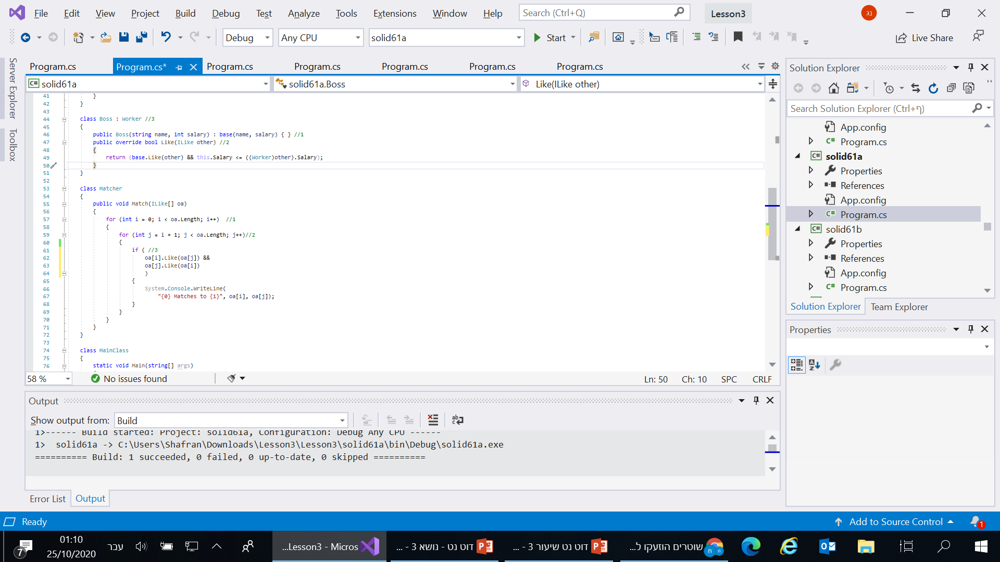 File Edit View Project Build Debug Test Analyze Tools Extensions Window Help Search (Ctrl+Q) Lesson3 נג
Debug Any CPU solid61a Start Live Share
Server Explorer
Toolbox
Program.cs Program.cs* Program.cs Program.cs Program.cs Program.cs Program.cs
C# solid61a solid61a.Boss Like(ILike other)
41 }
42 }
43
44 class Boss : Worker //3
45 {
46 public Boss(string name, int salary) : base(name, salary) { } //1
47 public override bool Like(ILike other) //2
48 {
49 return (base.Like(other) && this.Salary <= ((Worker)other).Salary);
50 }
51 }
52
53 class Matcher
54 {
55 public void Match(ILike[] oa)
56 {
57 for (int i = 0; i < oa.Length; i++) //1
58 {
59 for (int j = i + 1; j < oa.Length; j++)//2
60 {
61 if ( //3
62 oa[i].Like(oa[j]) &&
63 oa[j].Like(oa[i])
64 )
65 {
66 System.Console.WriteLine(
67 "{0} Matches to {1}", oa[i], oa[j]);
68 }
69 }
70 }
71 }
72 }
73
74 class MainClass
75 {
76 static void Main(string[] args)
58 % No issues found Ln: 50 Ch: 10 SPC CRLF
Output
Show output from: Build
1>------ Build started: Project: solid61a, Configuration: Debug Any CPU ------
1> solid61a -> C:\Users\Shafran\Downloads\Lesson3\Lesson3\solid61a\bin\Debug\solid61a.exe
========== Build: 1 succeeded, 0 failed, 0 up-to-date, 0 skipped ==========
Error List Output
Solution Explorer
Search Solution Explorer (Ctrl+ף)
App.config
C# Program.cs
C# solid61a
Properties
References
App.config
C# Program.cs
C# solid61b
Properties
References
App.config
C# Program.cs
Solution Explorer Team Explorer
Properties
Ready Add to Source Control 1
7
01:10
25/10/2020
עבר
...Lesson3 - Micros
דוט נט - נושא 3 - ...
דוט נט שיעור 3 - ...
שוטרים הוזעקו ל...